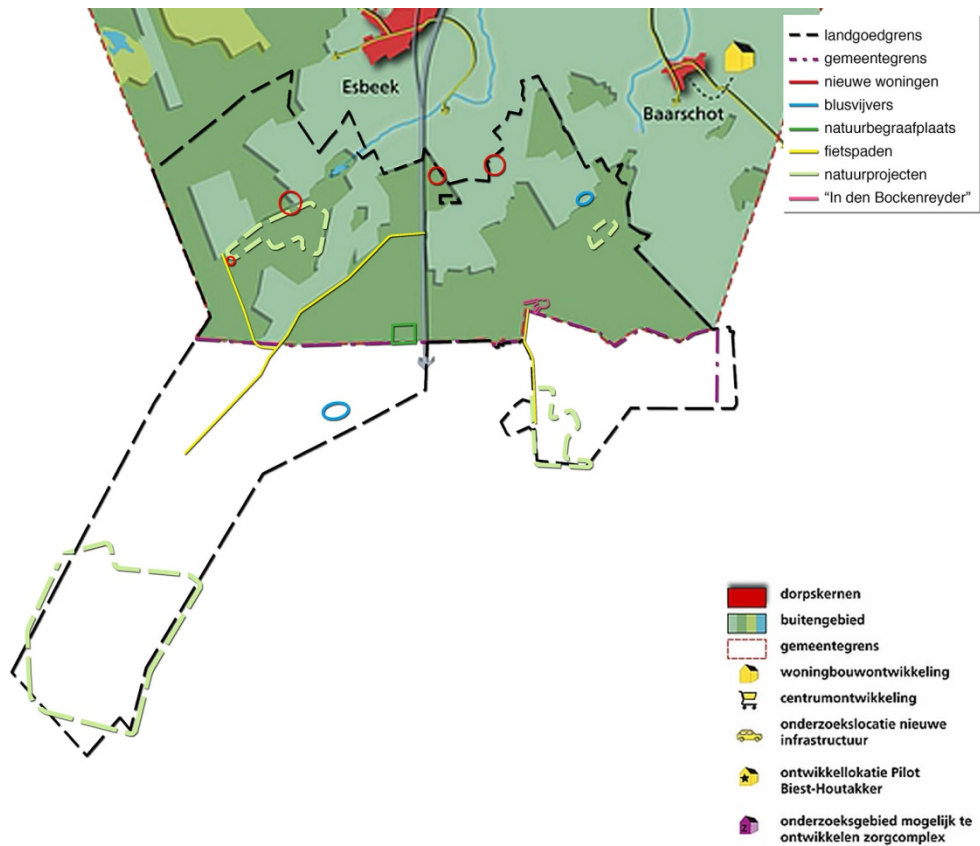 Esbeek
Baarschot
landgoedgrens
gemeentegrens
nieuwe woningen
blusvijvers
natuurbegraafplaats
fietspaden
natuurprojecten
“In den Bockenreyder”
dorpskernen
buitengebied
gemeentegrens
woningbouwontwikkeling
centrumontwikkeling
onderzoekslocatie nieuwe
infrastructuur
ontwikkellokatie Pilot
Biest-Houtakker
onderzoeksgebied mogelijk te
ontwikkelen zorgcomplex